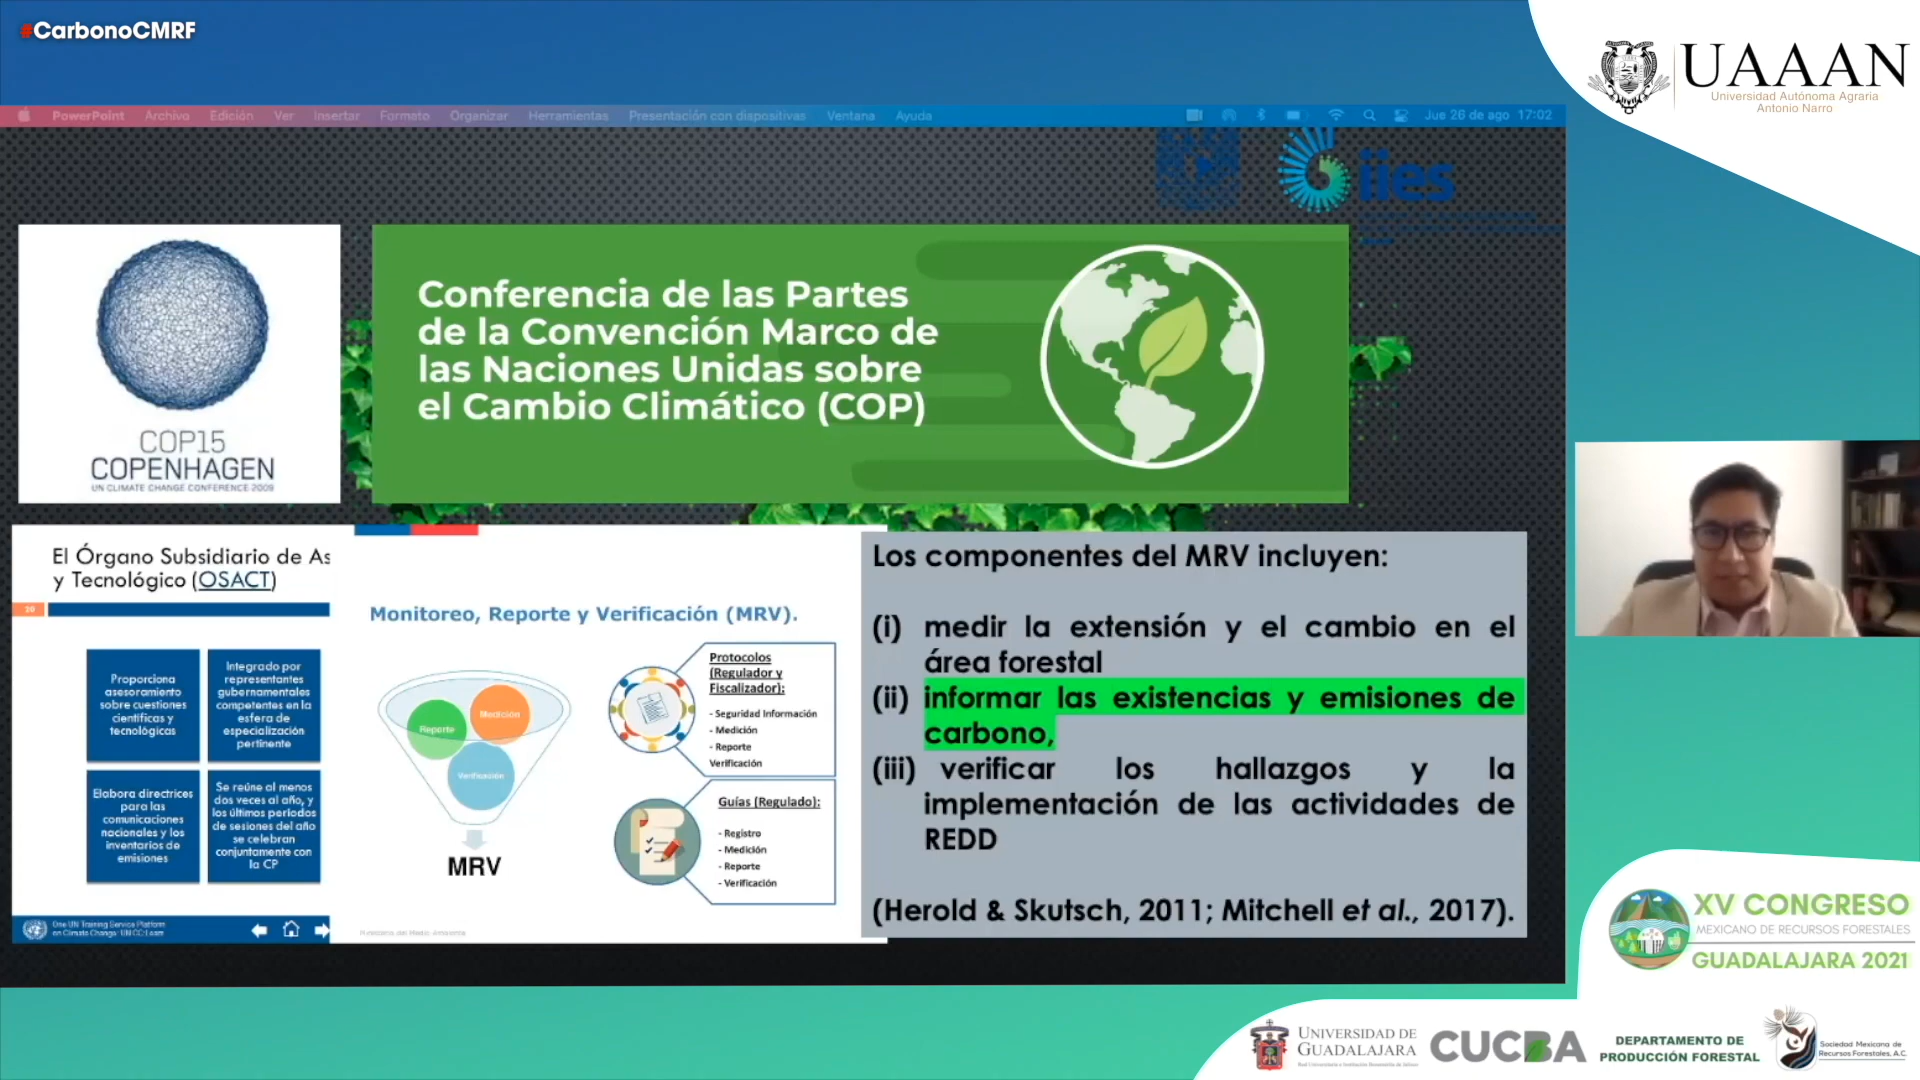 #CarbonoCMRF
UAAAN
Universidad Autónoma Agraria
Antonio Narro
PowerPoint Archivo Edición Ver Insertar Formato Organizar Herramientas Presentación con diapositivas Ventana Ayuda Jue 26 de ago 17:02
iies
COP15
COPENHAGEN
UN CLIMATE CHANGE CONFERENCE 2009
Conferencia de las Partes
de la Convención Marco de
las Naciones Unidas sobre
el Cambio Climático (COP)
El Órgano Subsidiario de As
y Tecnológico (OSACT)
20
Proporciona
asesoramiento
sobre cuestiones
científicas y
tecnológicas
Integrado por
representantes
gubernamentales
competentes en la
esfera de
especialización
pertinente
Elabora directrices
para las
comunicaciones
nacionales y los
inventarios de
emisiones
Se reúne al menos
dos veces al año, y
los últimos períodos
de sesiones del año
se celebran
conjuntamente con
la CP
One UN Training Service Platform
on Climate Change: UN CC:Learn
Monitoreo, Reporte y Verificación (MRV).
Reporte
Medición
Verificación
MRV
Protocolos
(Regulador y
Fiscalizador):
- Seguridad Información
- Medición
- Reporte
Verificación
Guías (Regulado):
- Registro
- Medición
- Reporte
- Verificación
Los componentes del MRV incluyen:
(i) medir la extensión y el cambio en el
área forestal
(ii) informar las existencias y emisiones de
carbono,
(iii) verificar los hallazgos y la
implementación de las actividades de
REDD
(Herold & Skutsch, 2011; Mitchell et al., 2017).
XV CONGRESO
MEXICANO DE RECURSOS FORESTALES
GUADALAJARA 2021
UNIVERSIDAD DE
GUADALAJARA
CUCBA
DEPARTAMENTO DE
PRODUCCIÓN FORESTAL
Sociedad Mexicana de
Recursos Forestales, A.C.